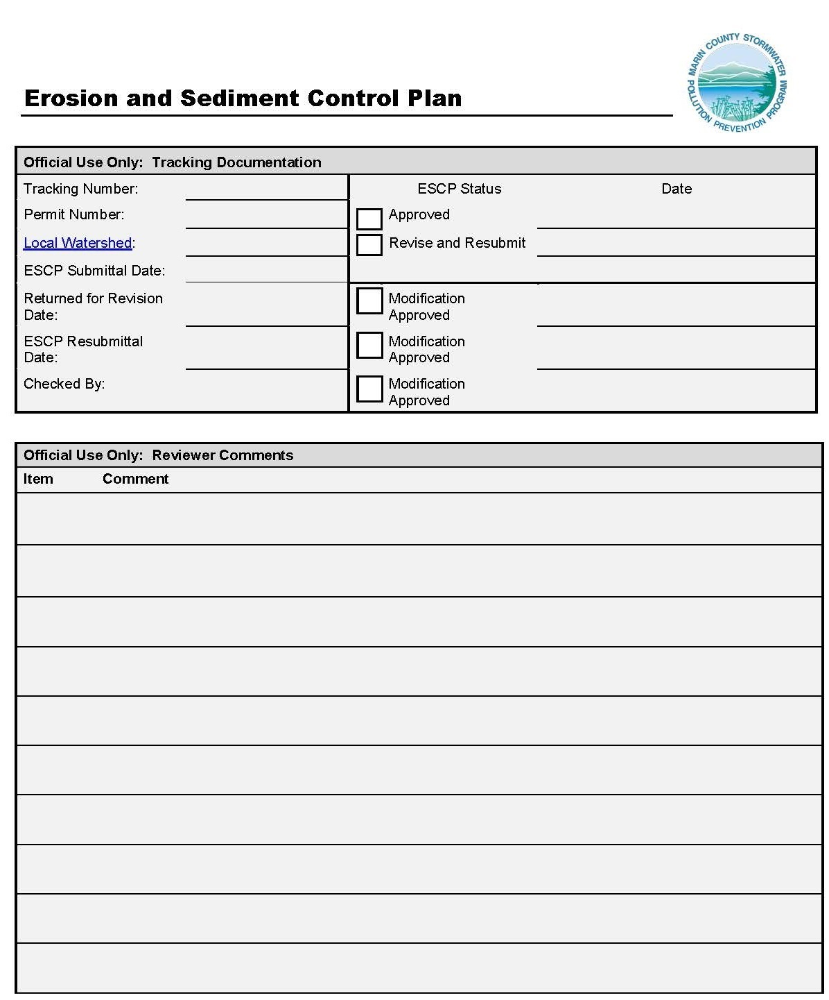 MARIN COUNTY STORMWATER
POLLUTION PREVENTION PROGRAM
Erosion and Sediment Control Plan
Official Use Only: Tracking Documentation
Tracking Number:
ESCP Status
Date
Permit Number:
Approved
Local Watershed:
Revise and Resubmit
ESCP Submittal Date:
Returned for Revision
Date:
Modification
Approved
ESCP Resubmittal
Date:
Modification
Approved
Checked By:
Modification
Approved
Official Use Only: Reviewer Comments
Item Comment